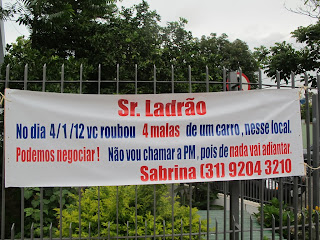 Sr. Ladrão
No dia 4/1/12 vc roubou 4 malas de um carro, nesse local.
Podemos negociar! Não vou chamar a PM, pois de nada vai adiantar.
Sabrina (31) 9204 3210